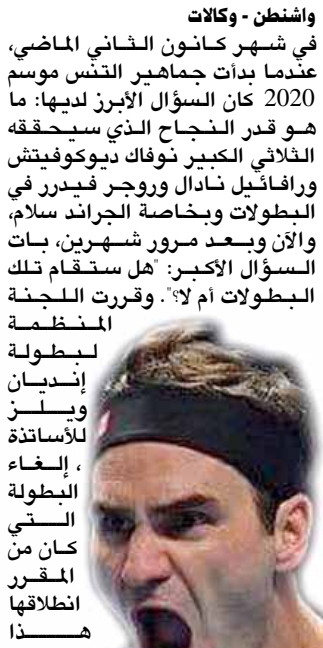 واشنطن - وكالات
في شهر كانون الثاني الماضي،
عندما بدأت جماهير التنس موسم
2020 كان السؤال الأبرز لديها: ما
هو قدر النجاح الذي سيحققه
الثلاثي الكبير نوفاك ديوكوفيتش
ورافائيل نادال وروجر فيدرر في
البطولات وبخاصة الجراند سلام،
والآن وبعد مرور شهرين، بات
السؤال الأكبر: "هل ستقام تلك
البطولات أم لا؟". وقررت اللجنة
المنظمة
لبطولة
إنديان
ويلز
للأساتذة
، إلغاء
البطولة
التي
كان من
المقرر
انطلاقها
هذا